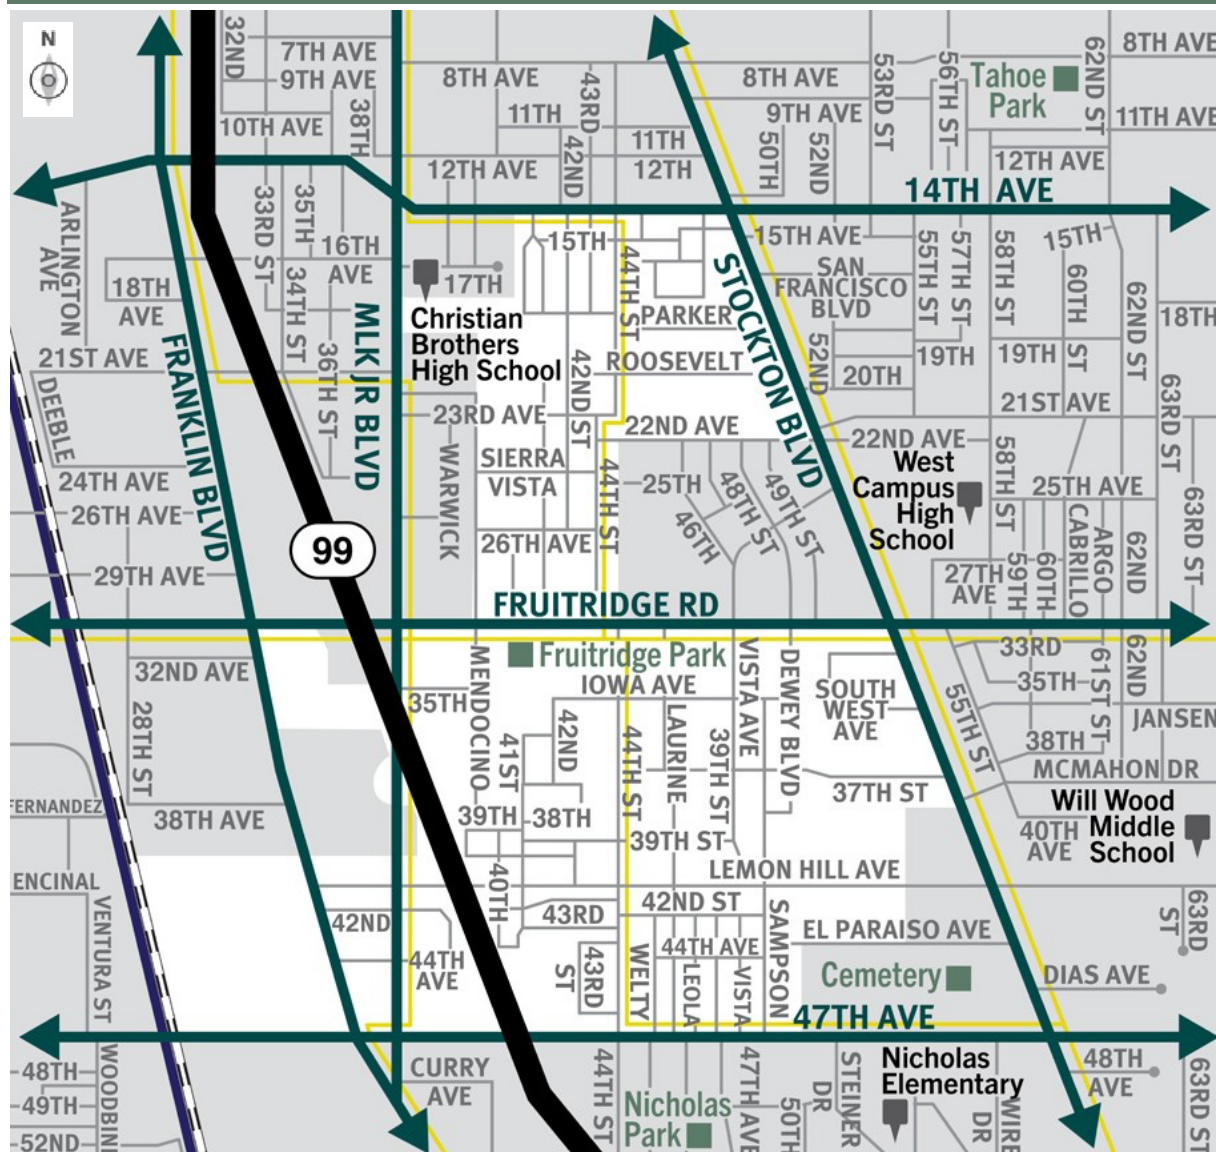 N
32ND
7TH AVE
9TH AVE
10TH AVE
38TH
8TH AVE
43RD
11TH
11TH
42ND
12TH AVE
12TH
8TH AVE
9TH AVE
50TH
52ND
53RD ST
56TH ST
Tahoe
Park
62ND ST
8TH AVE
11TH AVE
12TH AVE
14TH AVE
ARLINGTON
AVE
33RD ST
35TH
16TH
AVE
34TH ST
18TH
AVE
36TH ST
MLK JR BLVD
21ST AVE
DEEBLE
FRANKLIN BLVD
24TH AVE
26TH AVE
29TH AVE
17TH
Christian
Brothers
High School
15TH
44TH ST
PARKER
ROOSEVELT
42ND ST
23RD AVE
WARWICK
SIERRA
VISTA
26TH AVE
44TH ST
22ND AVE
25TH
46TH
48TH ST
49TH ST
STOCKTON BLVD
15TH AVE
SAN
FRANCISCO
BLVD
52ND
20TH
19TH
55TH ST
57TH ST
58TH ST
19TH
15TH
60TH
ST
62ND ST
18TH
63RD ST
21ST AVE
22ND AVE
West
Campus
High
School
58TH ST
25TH AVE
CABRILLO
ARGO
62ND
63RD ST
27TH
AVE
59TH
60TH
99
FRUITRIDGE RD
32ND AVE
28TH ST
38TH AVE
FERNANDEZ
ENCINAL
VENTURA ST
35TH
MENDOCINO
Fruitridge Park
IOWA AVE
41ST
42ND
44TH ST
LAURINE
39TH ST
VISTA AVE
DEWEY BLVD
SOUTH
WEST
AVE
37TH ST
39TH
38TH
39TH ST
40TH
LEMON HILL AVE
55TH ST
33RD
35TH
61ST ST
62ND
JANSEN
38TH
MCMAHON DR
Will Wood
Middle
School
40TH
AVE
42ND
44TH
AVE
43RD
43RD
ST
42ND ST
44TH AVE
WELTY
LEOLA
VISTA
SAMPSON
EL PARAISO AVE
Cemetery
DIAS AVE
63RD
ST
47TH AVE
48TH
49TH
52ND
WOODBINE
CURRY
AVE
44TH ST
Nicholas
Park
47TH AVE
50TH
DR
STEINER
Nicholas
Elementary
DR
WIRE
48TH
AVE
63RD ST